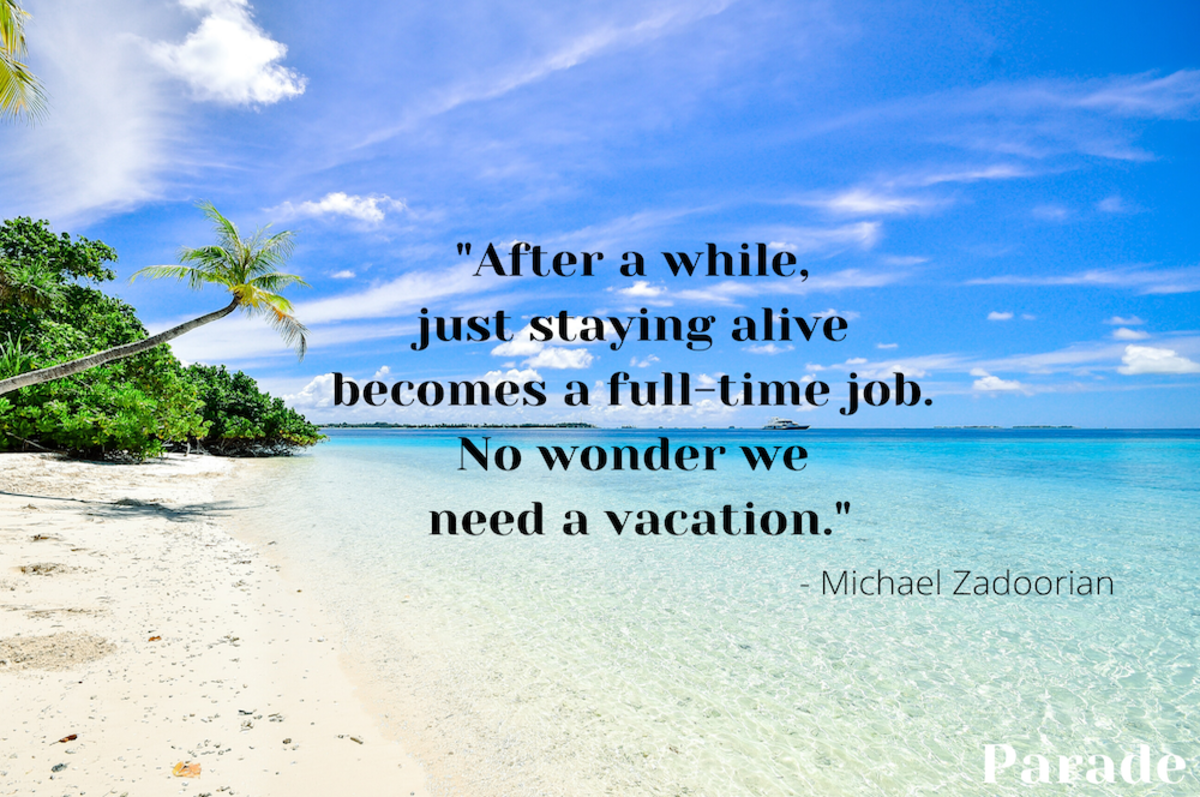 "After a while,
just staying alive
becomes a full-time job.
No wonder we
need a vacation."
- Michael Zadoorian
Parade